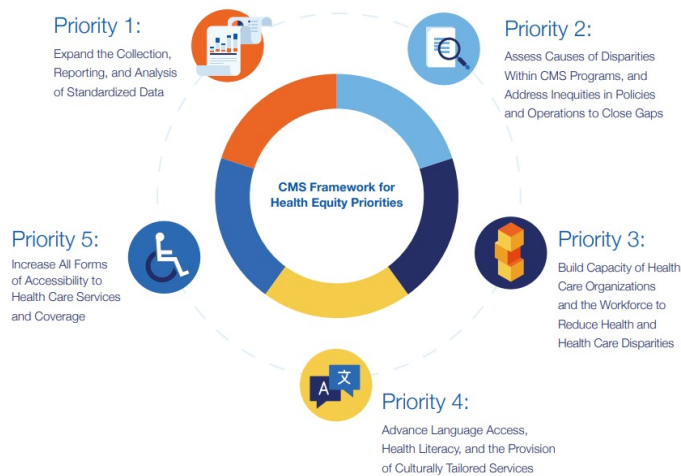 Priority 1:
Expand the Collection,
Reporting, and Analysis
of Standardized Data
Priority 2:
Assess Causes of Disparities
Within CMS Programs, and
Address Inequities in Policies
and Operations to Close Gaps
CMS Framework for
Health Equity Priorities
Priority 3:
Build Capacity of Health
Care Organizations
and the Workforce to
Reduce Health and
Health Care Disparities
Priority 4:
Advance Language Access,
Health Literacy, and the Provision
of Culturally Tailored Services
A 文
Priority 5:
Increase All Forms
of Accessibility to
Health Care Services
and Coverage